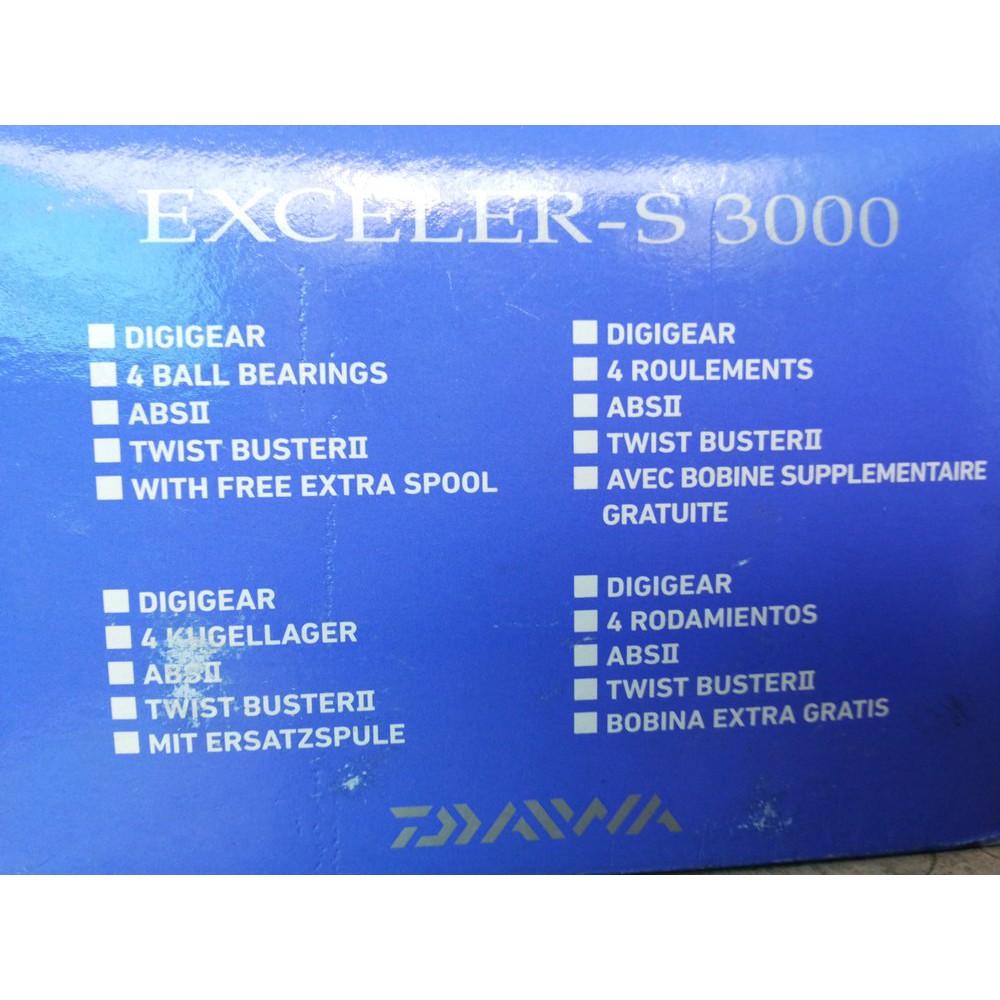 EXCELER-S 3000
DIGIGEAR
4 BALL BEARINGS
ABSII
TWIST BUSTERII
WITH FREE EXTRA SPOOL
DIGIGEAR
4 ROULEMENTS
ABSII
TWIST BUSTERII
AVEC BOBINE SUPPLEMENTAIRE
GRATUITE
DIGIGEAR
4 KUGELLAGER
ABSII
TWIST BUSTERII
MIT ERSATZSPULE
DIGIGEAR
4 RODAMIENTOS
ABSII
TWIST BUSTERII
BOBINA EXTRA GRATIS
DAIWA